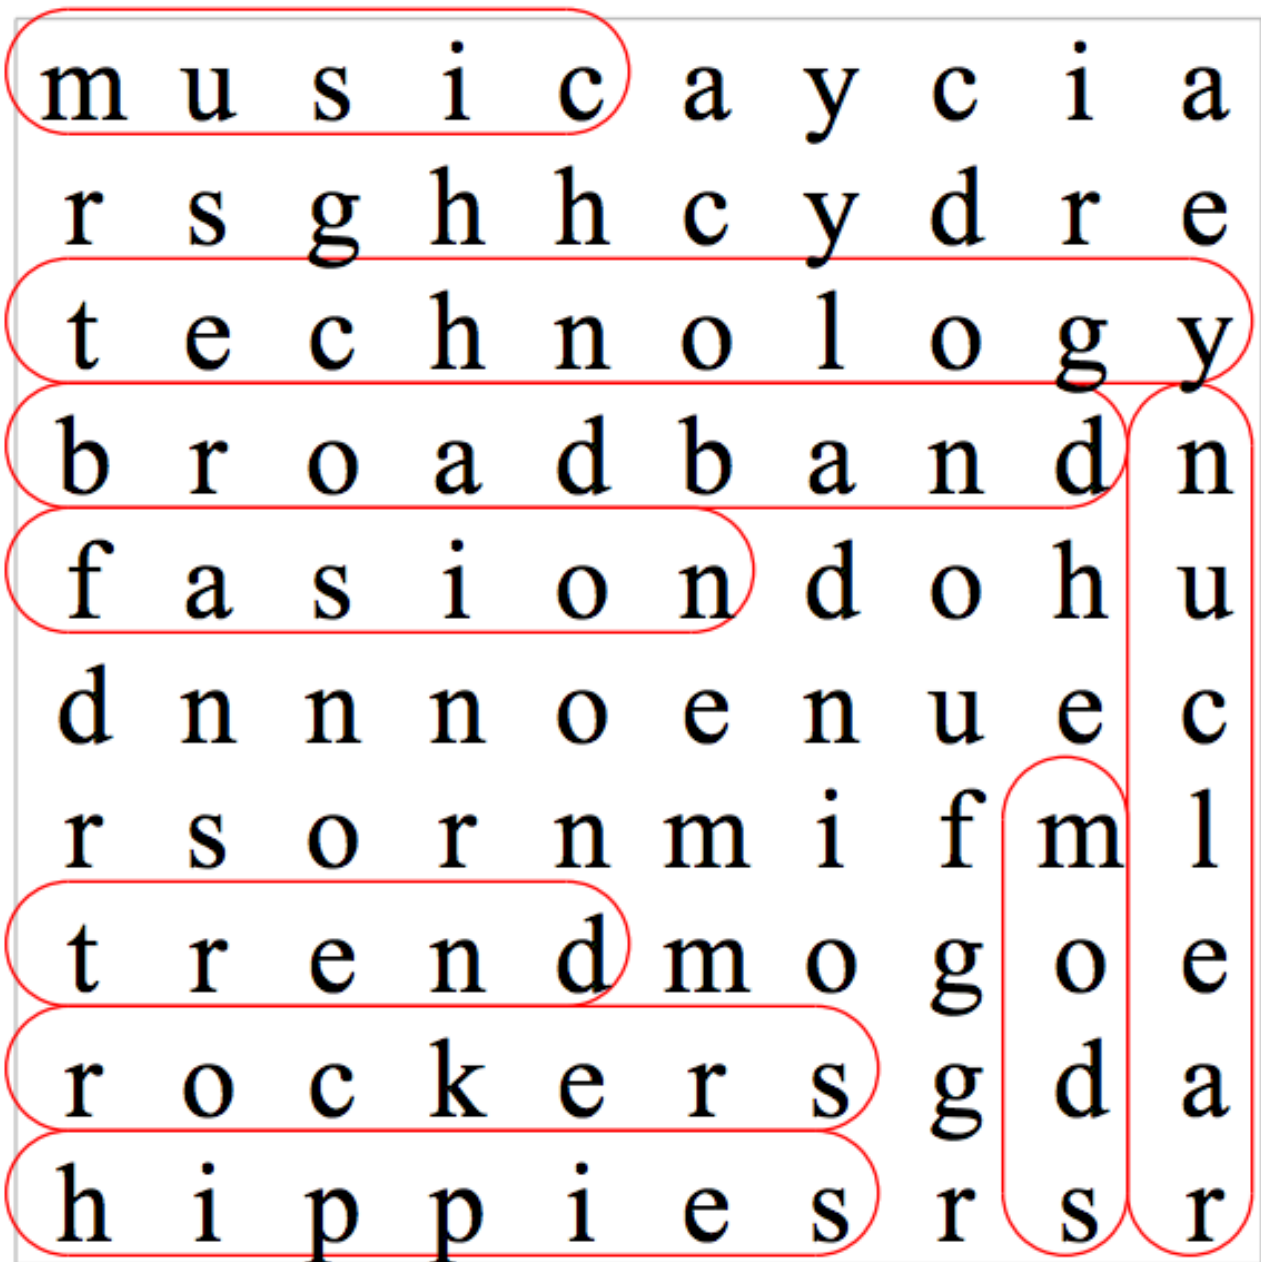 m u s i c a y c i a
r s g h h c y d r e
t e c h n o l o g y
b r o a d b a n d n
f a s i o n d o h u
d n n n o e n u e c
r s o r n m i f m l
t r e n d m o g o e
r o c k e r s g d a
h i p p i e s r s r